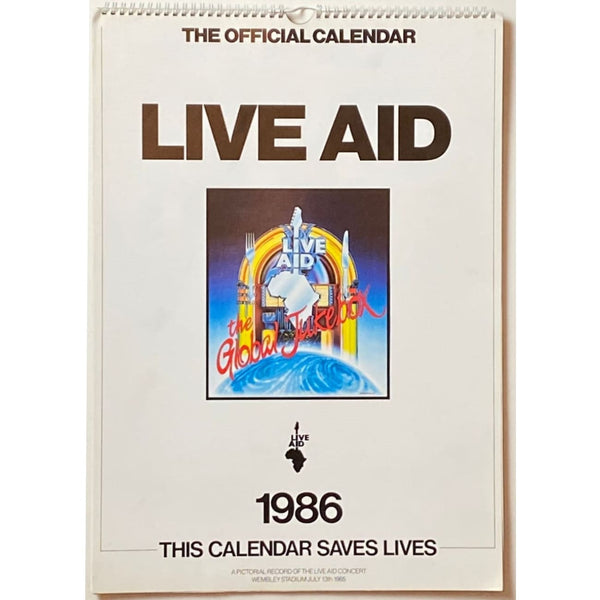 THE OFFICIAL CALENDAR
LIVE AID
LIVE
AID
the
Global Jukebox
LIVE
AID
1986
THIS CALENDAR SAVES LIVES
A PICTORIAL RECORD OF THE LIVE AID CONCERT
WEMBLEY STADIUM JULY 13th 1985